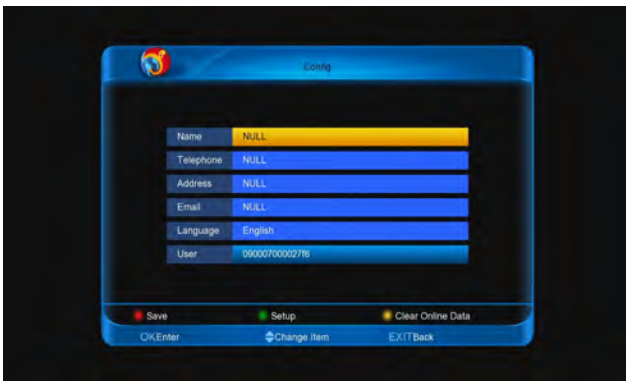 Config
Name NULL
Telephone NULL
Address NULL
Email NULL
Language English
User 090007000027f6
Save Setup Clear Online Data
OKEnter Change Item EXITBack